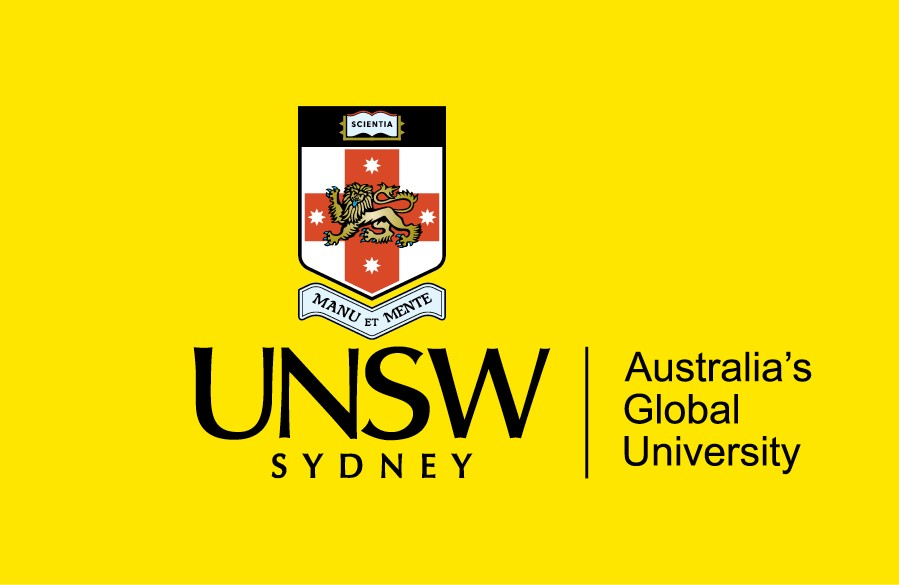 SCIENTIA
MANU ET MENTE
UNSW
SYDNEY
Australia's
Global
University